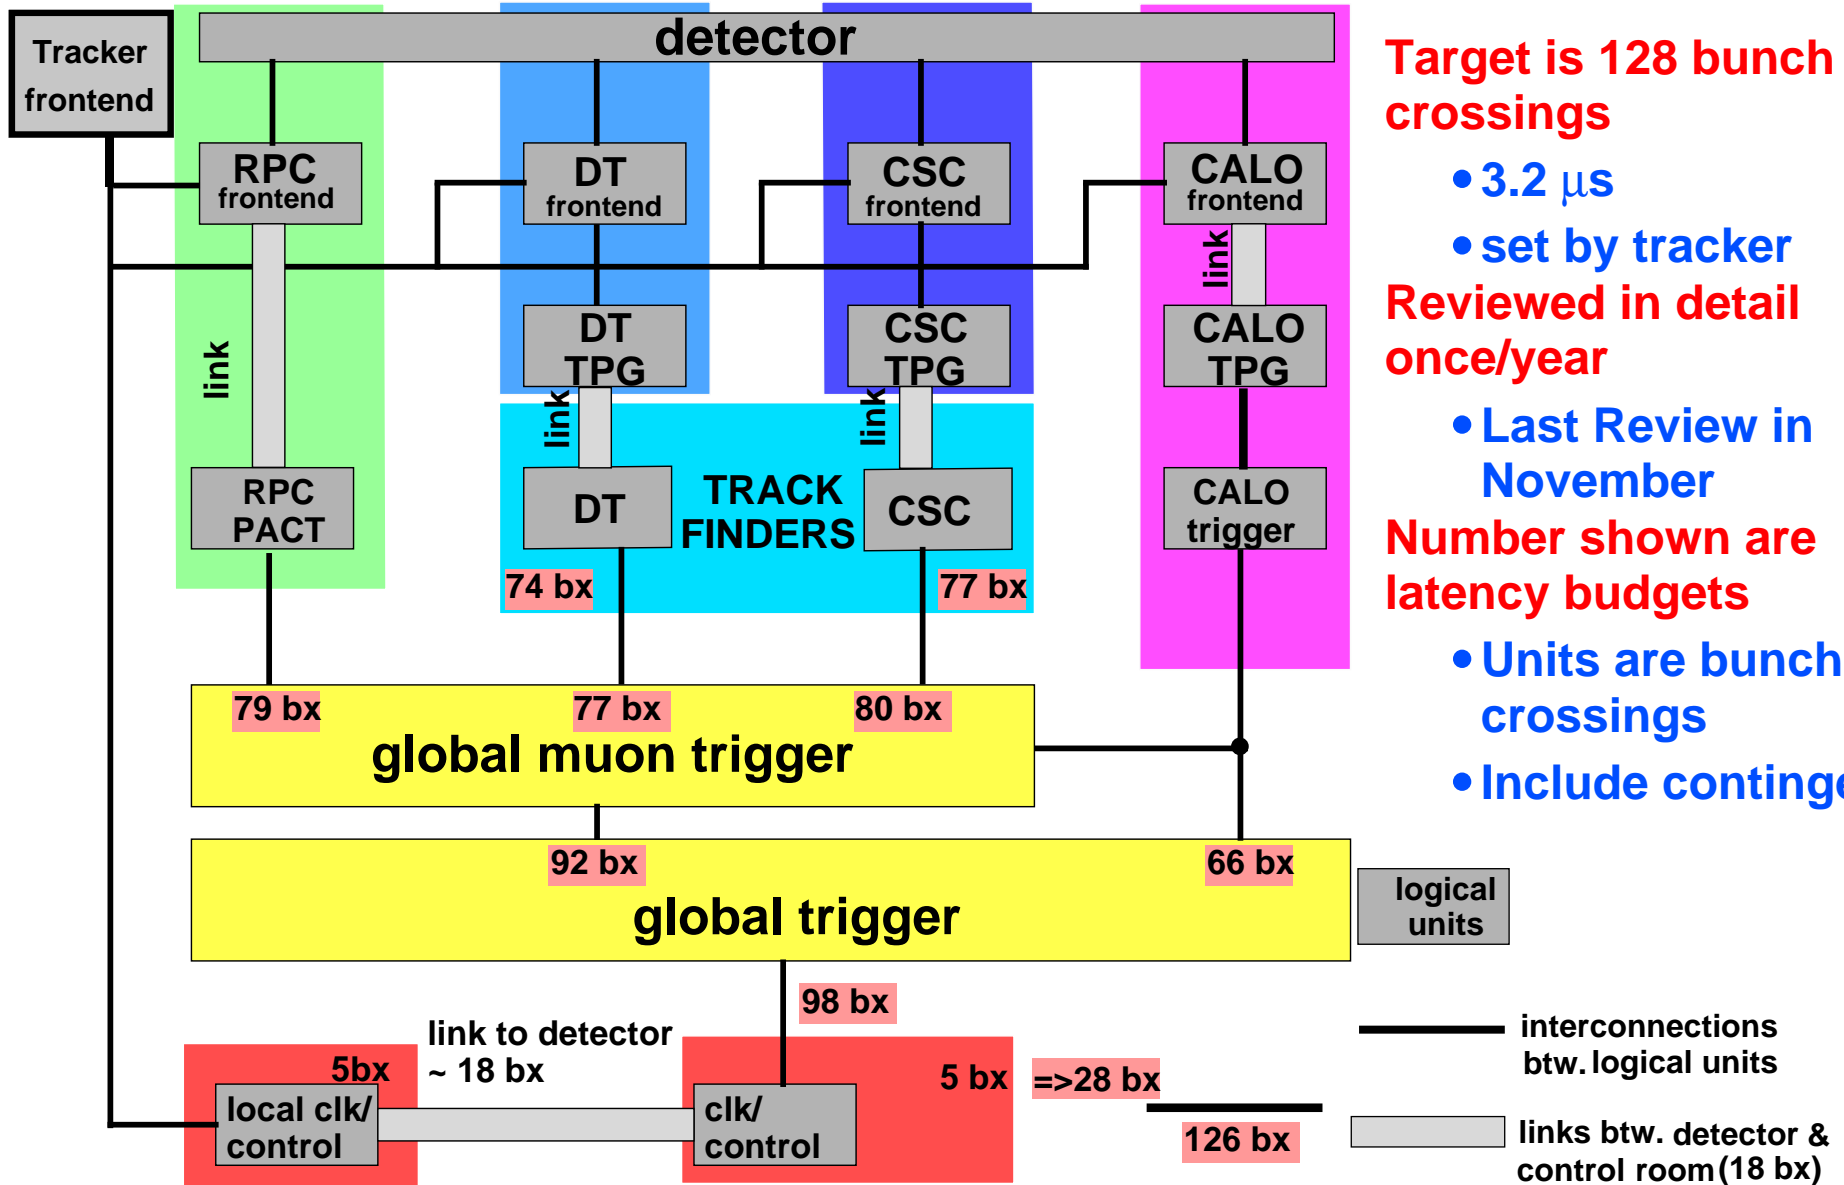 Tracker
frontend
detector
RPC
frontend
DT
frontend
CSC
frontend
CALO
frontend
link
link
DT
TPG
CSC
TPG
CALO
TPG
link
link
RPC
PACT
DT
TRACK
FINDERS
CSC
CALO
trigger
74 bx
77 bx
79 bx
77 bx
80 bx
global muon trigger
92 bx
66 bx
global trigger
logical
units
98 bx
link to detector
~ 18 bx
5bx
5 bx
=>28 bx
126 bx
local clk/
control
clk/
control
interconnections
btw. logical units
links btw. detector &
control room (18 bx)
Target is 128 bunch
crossings
• 3.2 μs
• set by tracker
Reviewed in detail
once/year
• Last Review in
November
Number shown are
latency budgets
• Units are bunch
crossings
• Include